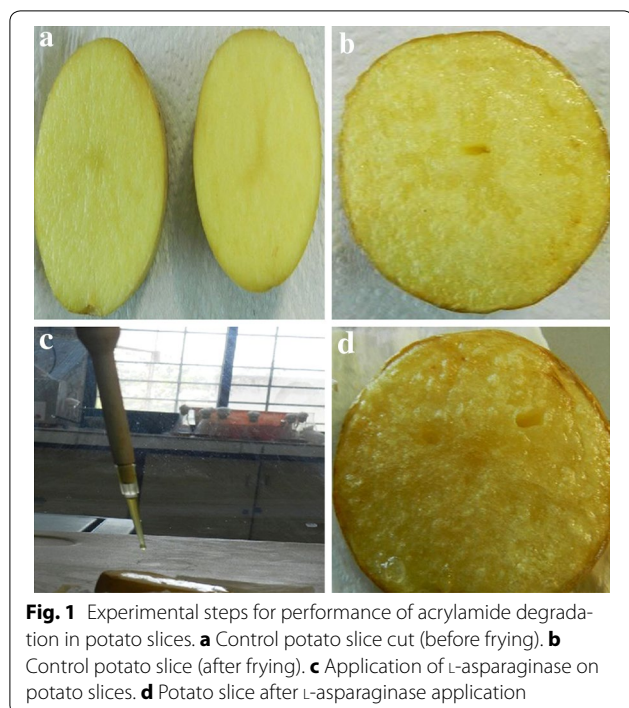 a
b
c
d
Fig. 1 Experimental steps for performance of acrylamide degrada-
tion in potato slices. a Control potato slice cut (before frying). b
Control potato slice (after frying). c Application of L-asparaginase on
potato slices. d Potato slice after L-asparaginase application